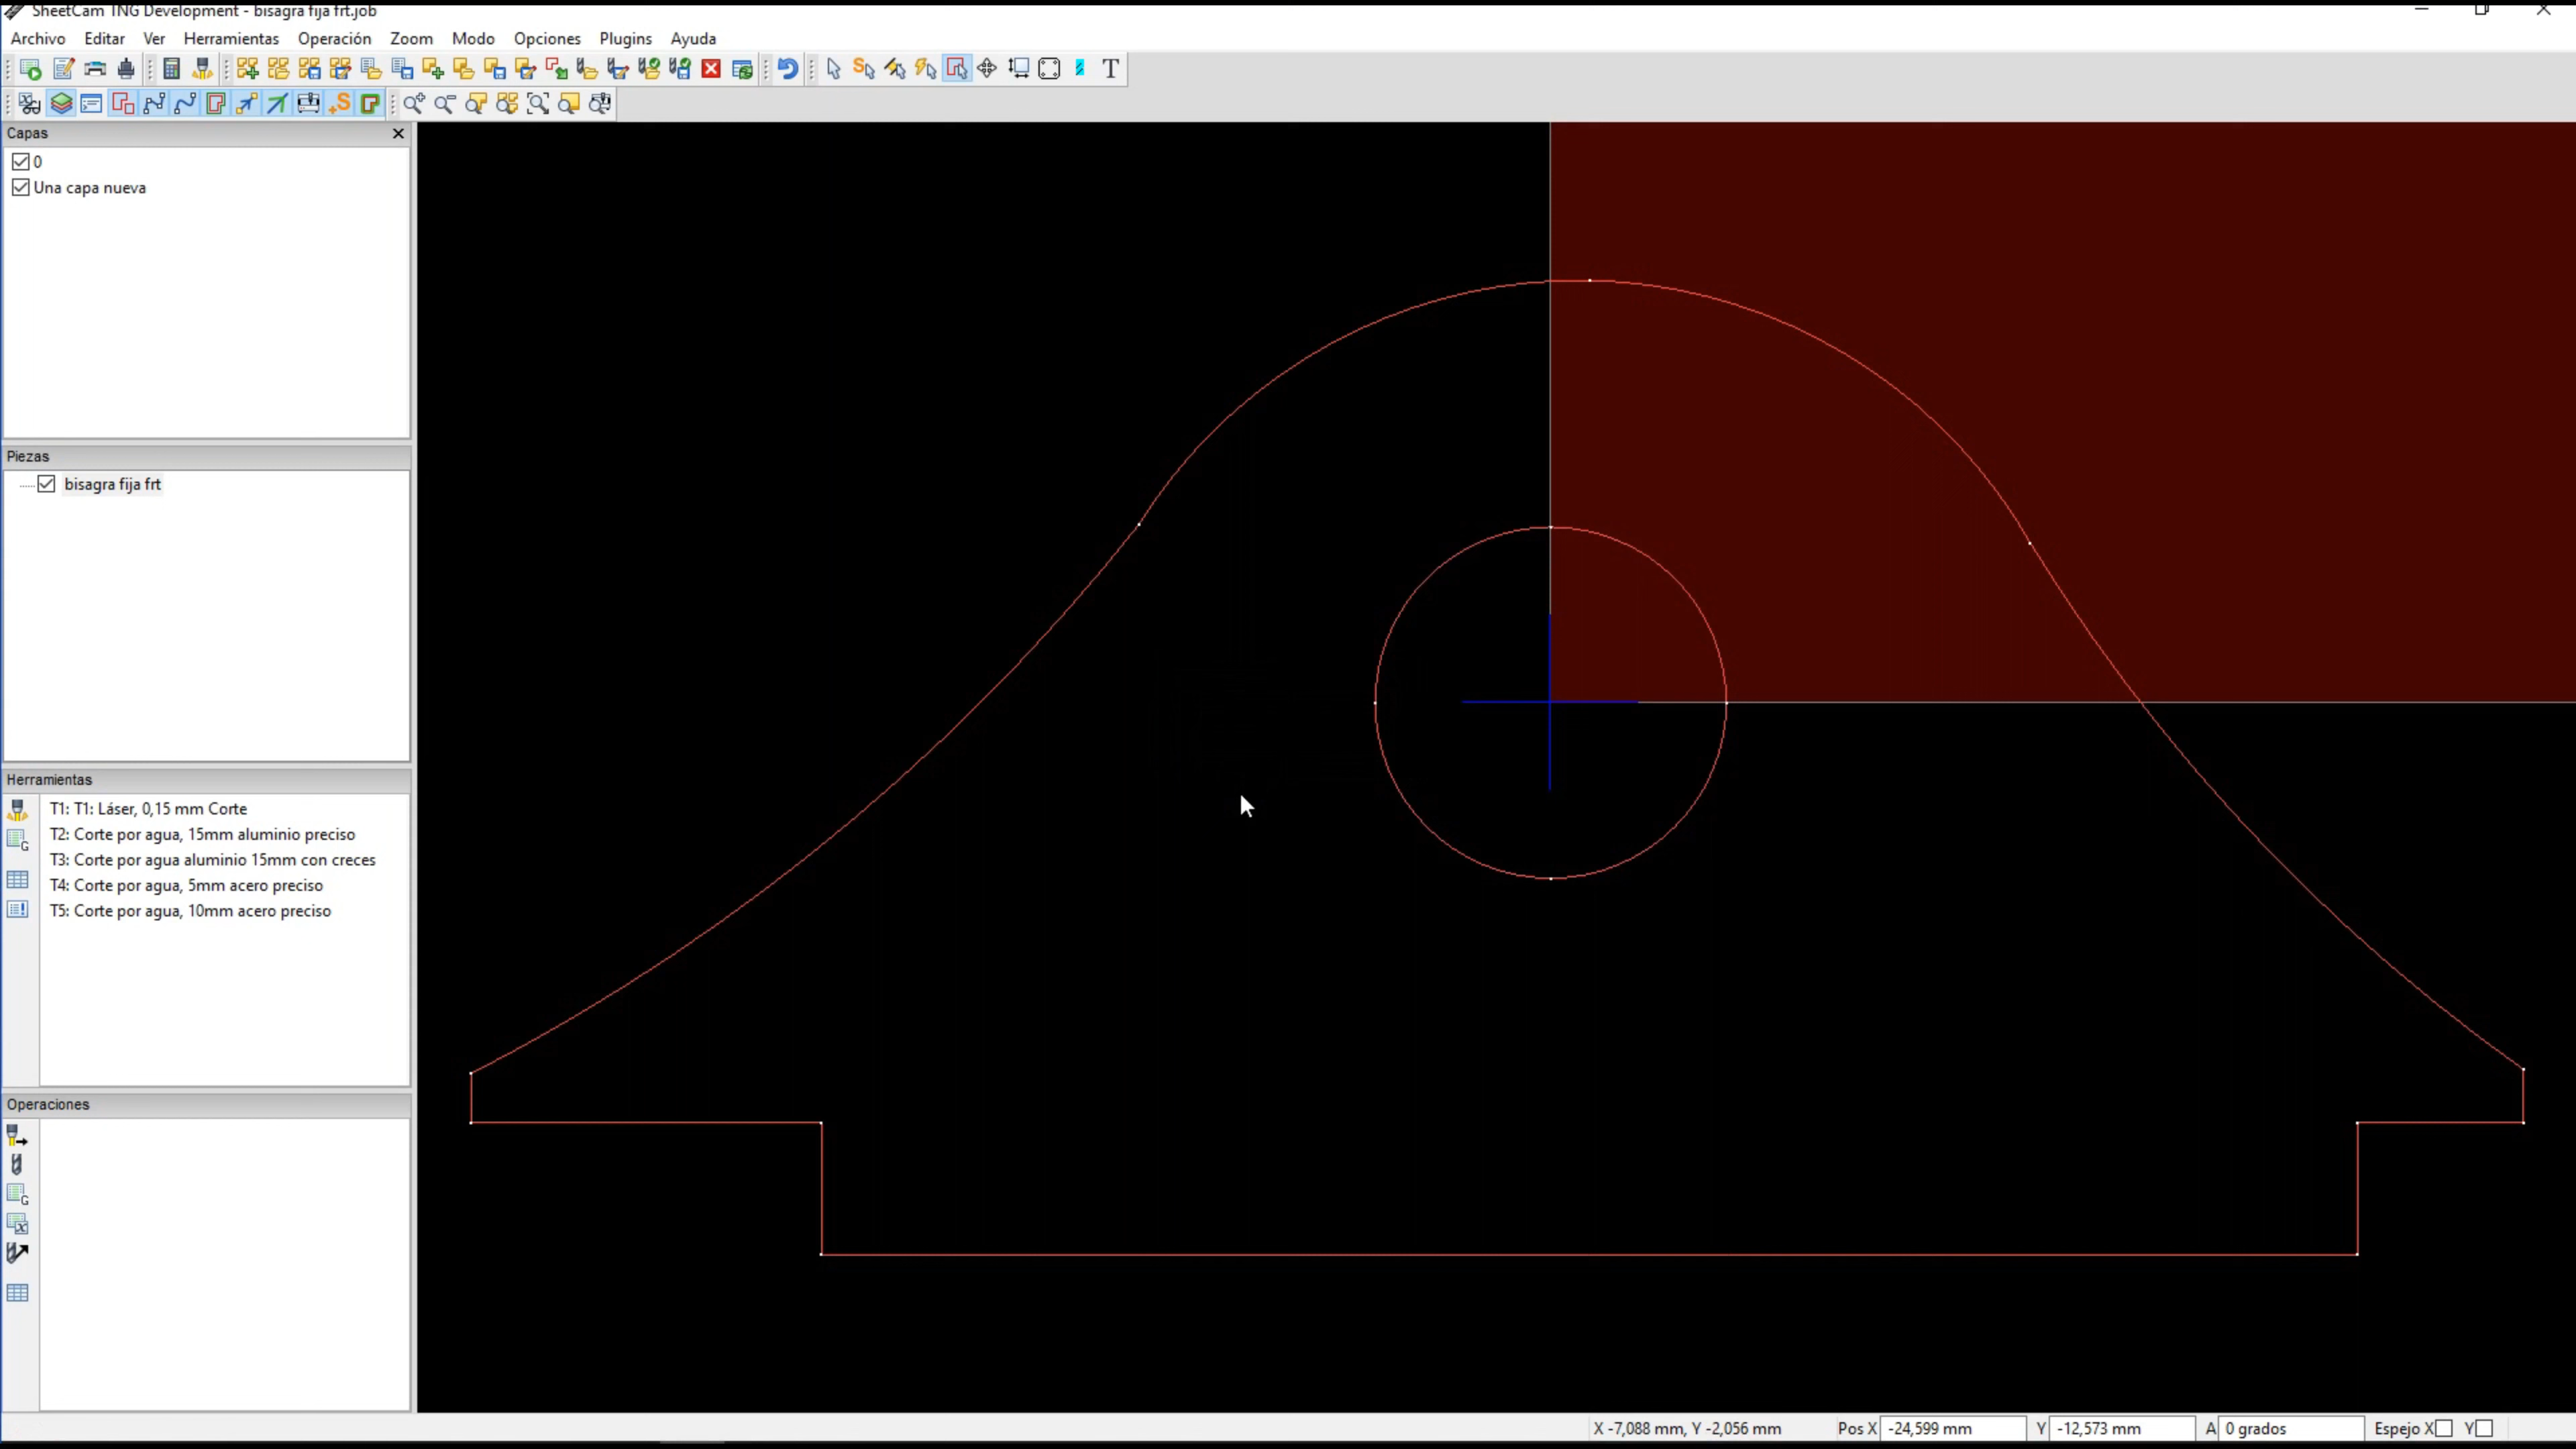 SheetCam TNG Development - bisagra fija frt.job
Archivo Editar Ver Herramientas Operación Zoom Modo Opciones Plugins Ayuda
Capas
0
Una capa nueva
Piezas
bisagra fija frt
Herramientas
T1: T1: Láser, 0,15 mm Corte
T2: Corte por agua, 15mm aluminio preciso
T3: Corte por agua aluminio 15mm con creces
T4: Corte por agua, 5mm acero preciso
T5: Corte por agua, 10mm acero preciso
Operaciones
X -7,088 mm, Y -2,056 mm Pos X -24,599 mm Y -12,573 mm A 0 grados Espejo X Y